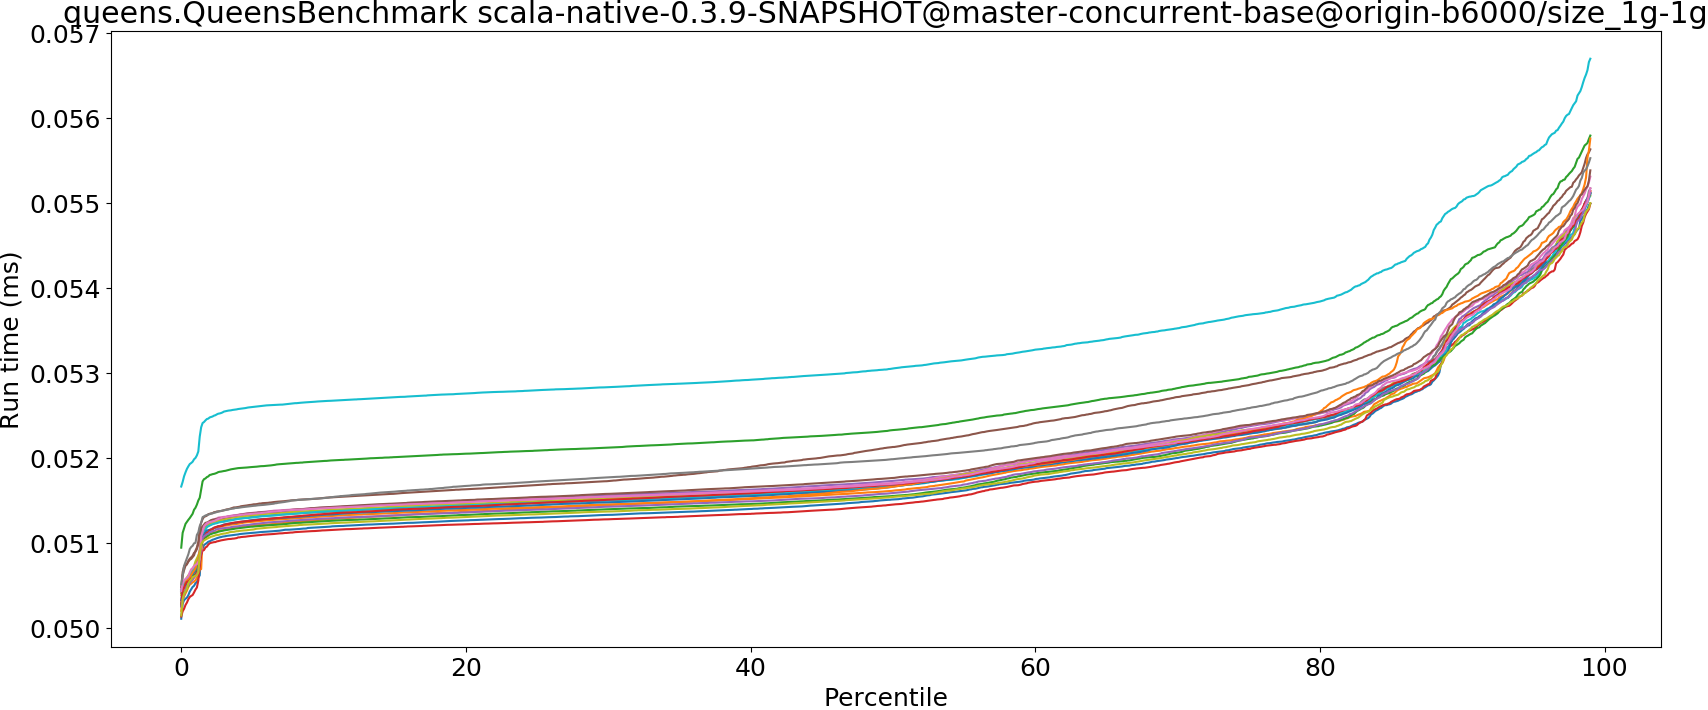 queens.QueensBenchmark scala-native-0.3.9-SNAPSHOT@master-concurrent-base@origin-b6000/size_1g-1g
0.057
0.056
0.055
0.054
0.053
0.052
0.051
0.050
Run time (ms)
0 20 40 60 80 100
Percentile